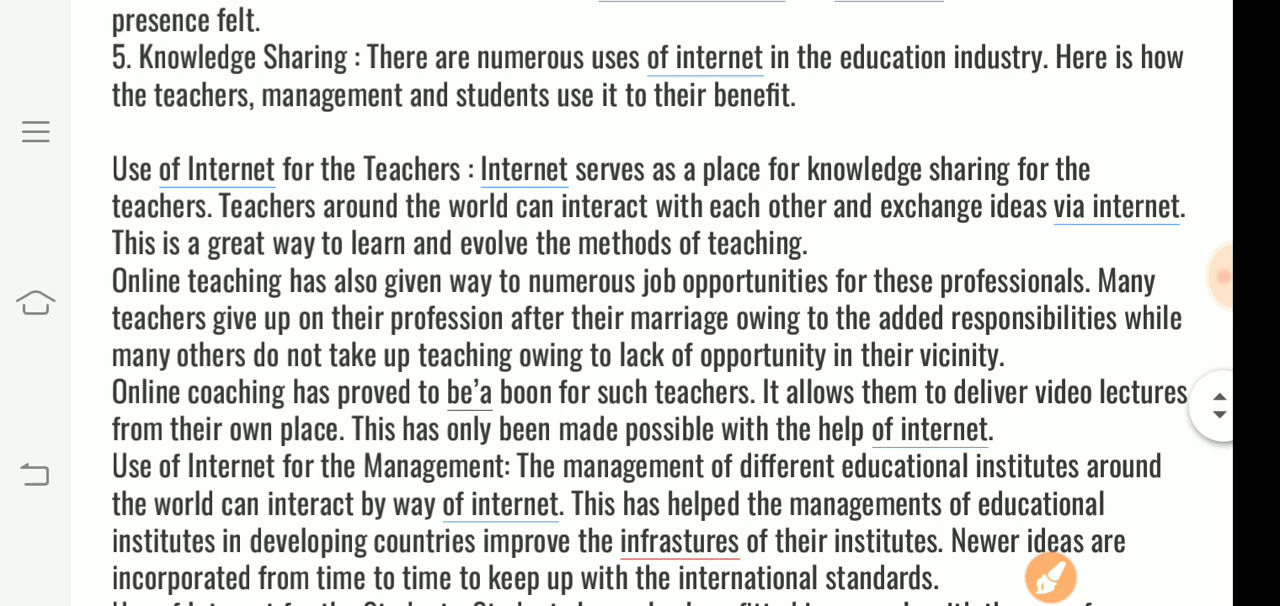 presence felt.
5. Knowledge Sharing : There are numerous uses of internet in the education industry. Here is how
the teachers, management and students use it to their benefit.
Use of Internet for the Teachers : Internet serves as a place for knowledge sharing for the
teachers. Teachers around the world can interact with each other and exchange ideas via internet.
This is a great way to learn and evolve the methods of teaching.
Online teaching has also given way to numerous job opportunities for these professionals. Many
teachers give up on their profession after their marriage owing to the added responsibilities while
many others do not take up teaching owing to lack of opportunity in their vicinity.
Online coaching has proved to be’a boon for such teachers. It allows them to deliver video lectures
from their own place. This has only been made possible with the help of internet.
Use of Internet for the Management: The management of different educational institutes around
the world can interact by way of internet. This has helped the managements of educational
institutes in developing countries improve the infrastures of their institutes. Newer ideas are
incorporated from time to time to keep up with the international standards.